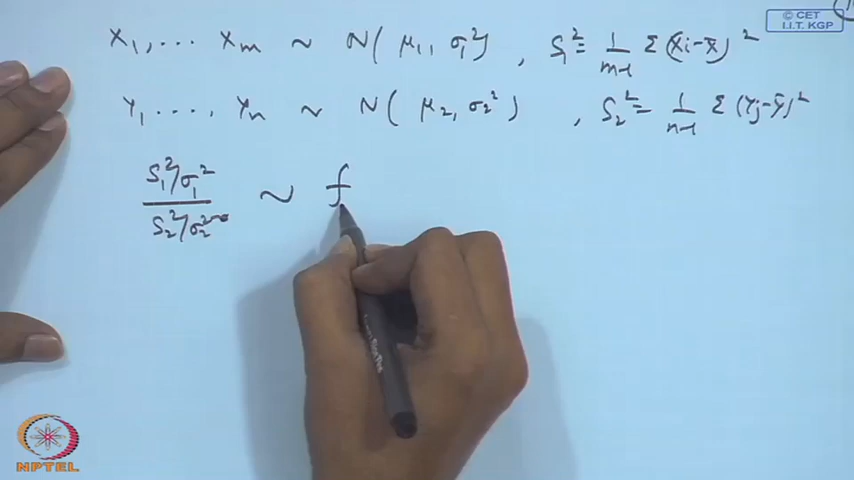 © CET
I.I.T. KGP
X₁, ... Xₘ ~ N( μ₁, σ₁²) , S₁² = 1/(m-1) Σ (Xi - X̄)²
Y₁ ...., Yₙ ~ N( μ₂, σ₂² ) , S₂² = 1/(n-1) Σ (Yj - Ȳ)²
(S₁²/σ₁²) / (S₂²/σ₂²) ~ f
NPTEL